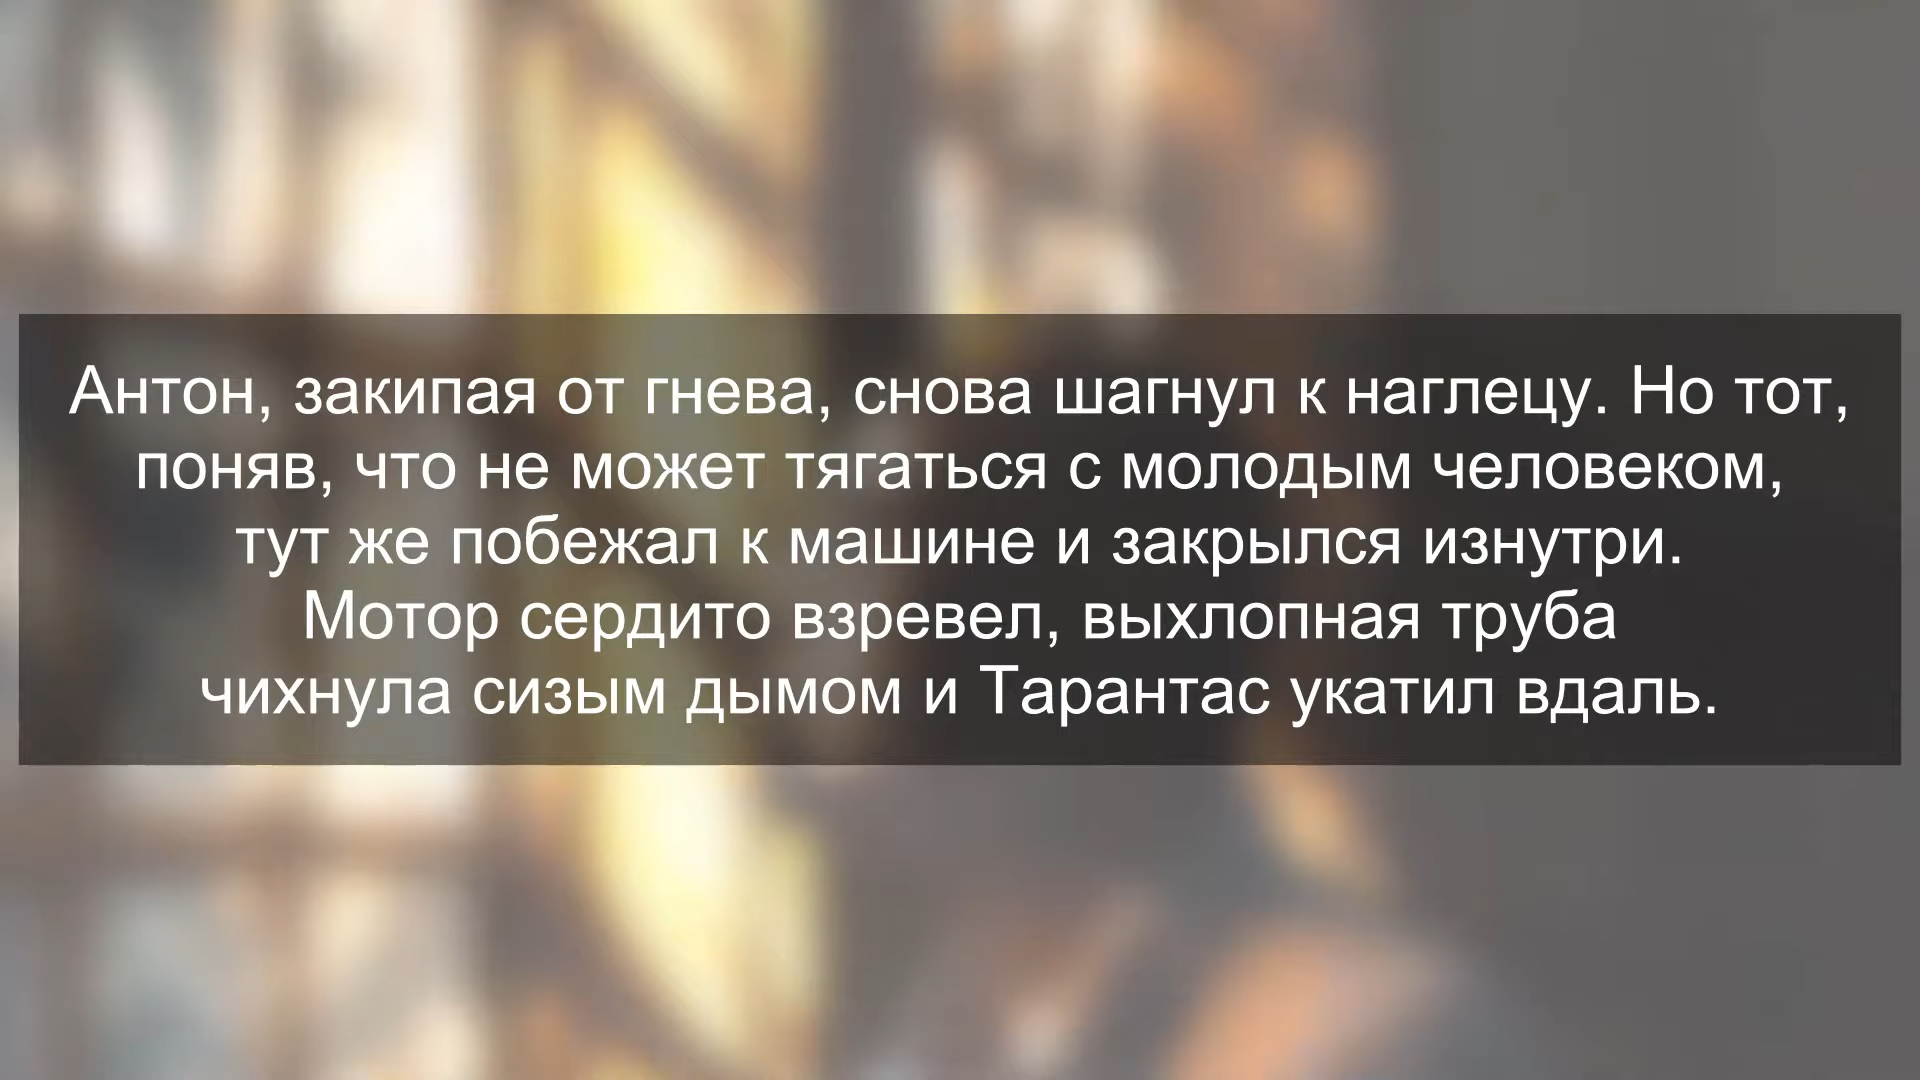 Антон, закипая от гнева, снова шагнул к наглецу. Но тот,
поняв, что не может тягаться с молодым человеком,
тут же побежал к машине и закрылся изнутри.
Мотор сердито взревел, выхлопная труба
чихнула сизым дымом и Тарантас укатил вдаль.